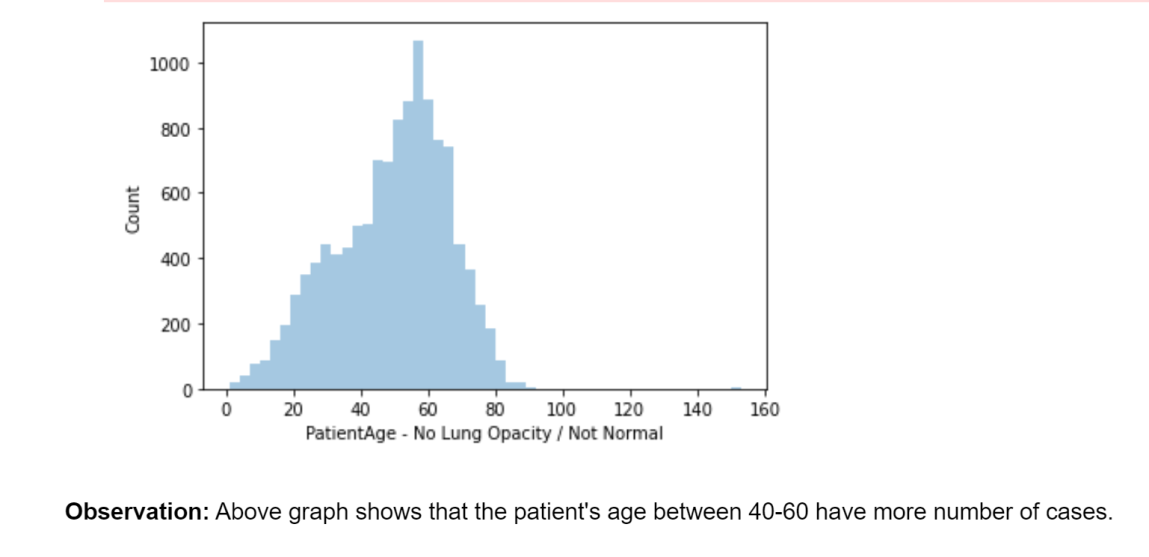 1000
800
600
400
200
0
Count
0 20 40 60 80 100 120 140 160
PatientAge - No Lung Opacity / Not Normal
Observation: Above graph shows that the patient's age between 40-60 have more number of cases.